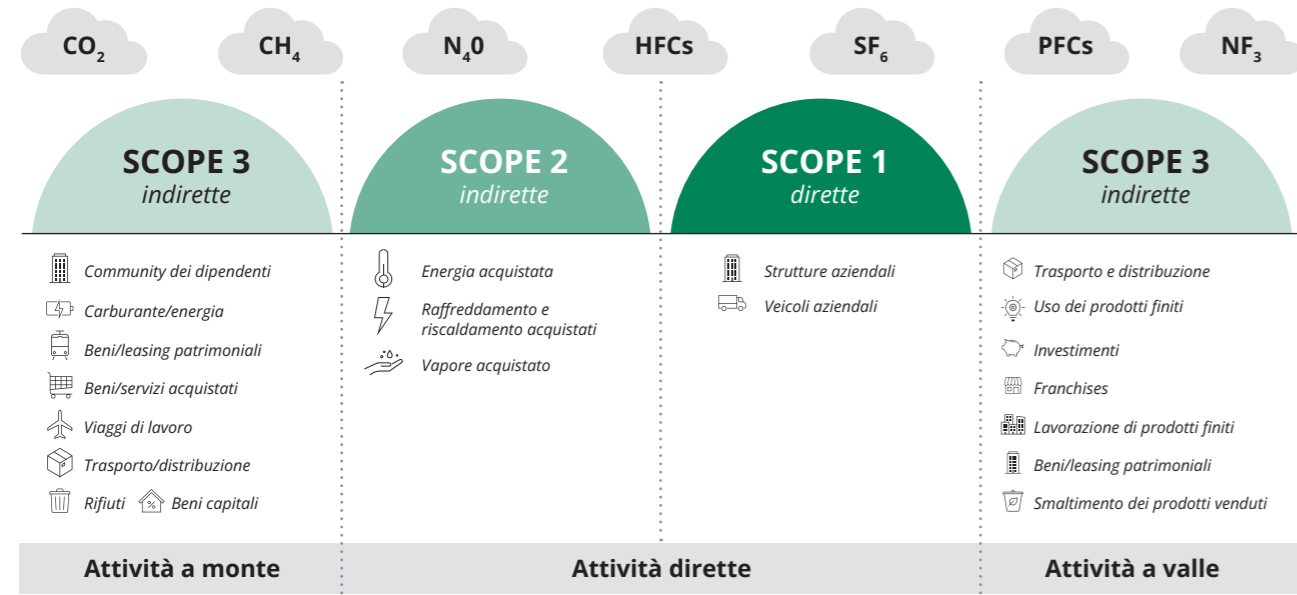 CO₂
CH₄
N₄0
HFCs
SF₆
PFCs
NF₃
SCOPE 3
indirette
SCOPE 2
indirette
SCOPE 1
dirette
SCOPE 3
indirette
Community dei dipendenti
Carburante/energia
Beni/leasing patrimoniali
Beni/servizi acquistati
Viaggi di lavoro
Trasporto/distribuzione
Rifiuti
%
Beni capitali
Energia acquistata
Raffreddamento e
riscaldamento acquistati
Vapore acquistato
Strutture aziendali
Veicoli aziendali
Trasporto e distribuzione
Uso dei prodotti finiti
Investimenti
Franchises
Lavorazione di prodotti finiti
Beni/leasing patrimoniali
Smaltimento dei prodotti venduti
Attività a monte
Attività dirette
Attività a valle